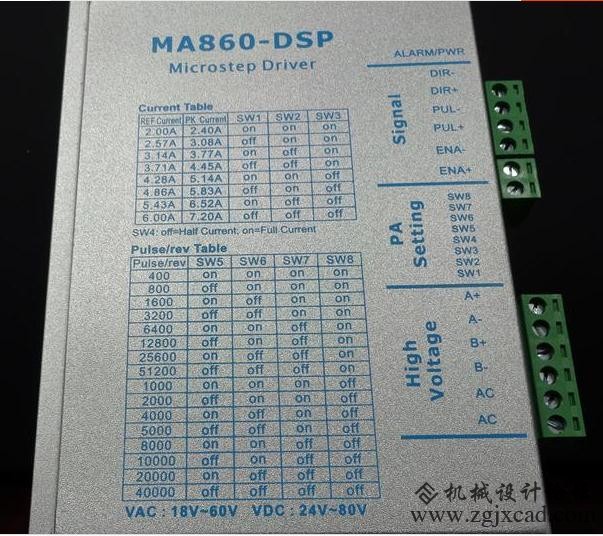 MA860-DSP
Microstep Driver
Current Table
REF Current PK Current SW1 SW2 SW3
2.00A 2.40A on on on
2.57A 3.08A off on on
3.14A 3.77A on off on
3.71A 4.45A off off on
4.28A 5.14A on on off
4.86A 5.83A off on off
5.43A 6.52A on off off
6.00A 7.20A off off off
SW4: off=Half Current; on=Full Current
Pulse/rev Table
Pulse/rev SW5 SW6 SW7 SW8
400 on on on on
800 off on on on
1600 on off on on
3200 off off on on
6400 on on off on
12800 off on off on
25600 on off off on
51200 off off off on
1000 on on on off
2000 off on on off
4000 on off on off
5000 off off on off
8000 on on off off
10000 off on off off
20000 on off off off
40000 off off off off
VAC : 18V~60V VDC : 24V~80V
ALARM/PWR
Signal
DIR-
DIR+
PUL-
PUL+
ENA-
ENA+
PA
Setting
SW8
SW7
SW6
SW5
SW4
SW3
SW2
SW1
High
Voltage
A+
A-
B+
B-
AC
AC
机械设计
www.zgjxcad.com